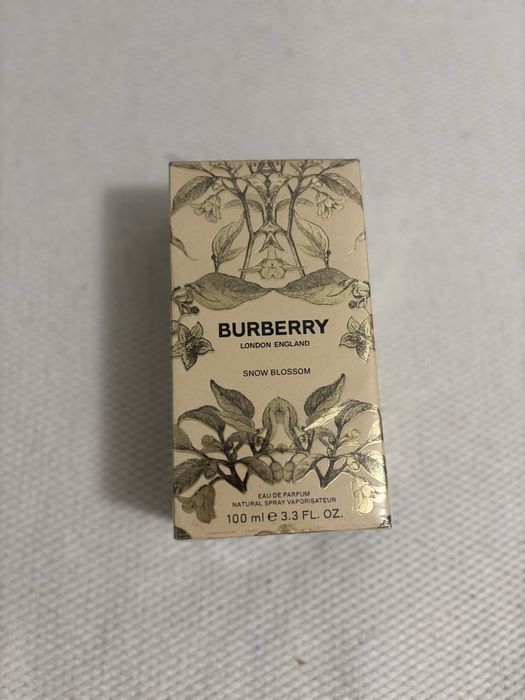 BURBERRY
LONDON ENGLAND
SNOW BLOSSOM
EAU DE PARFUM
NATURAL SPRAY VAPORISATEUR
100 ml ℮ 3.3 FL. OZ.